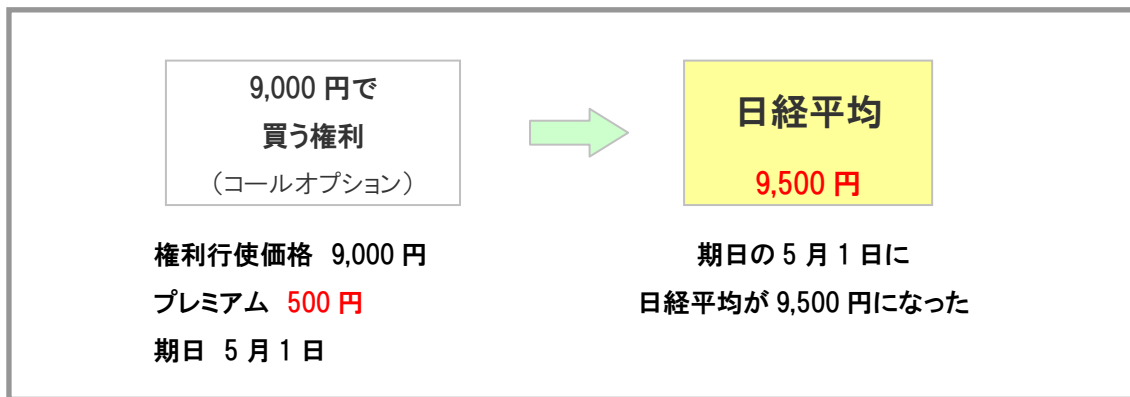 9,000 円で
買う権利
（コールオプション）
日経平均
9,500 円
権利行使価格 9,000 円
プレミアム 500 円
期日 5 月 1 日
期日の 5 月 1 日に
日経平均が 9,500 円になった